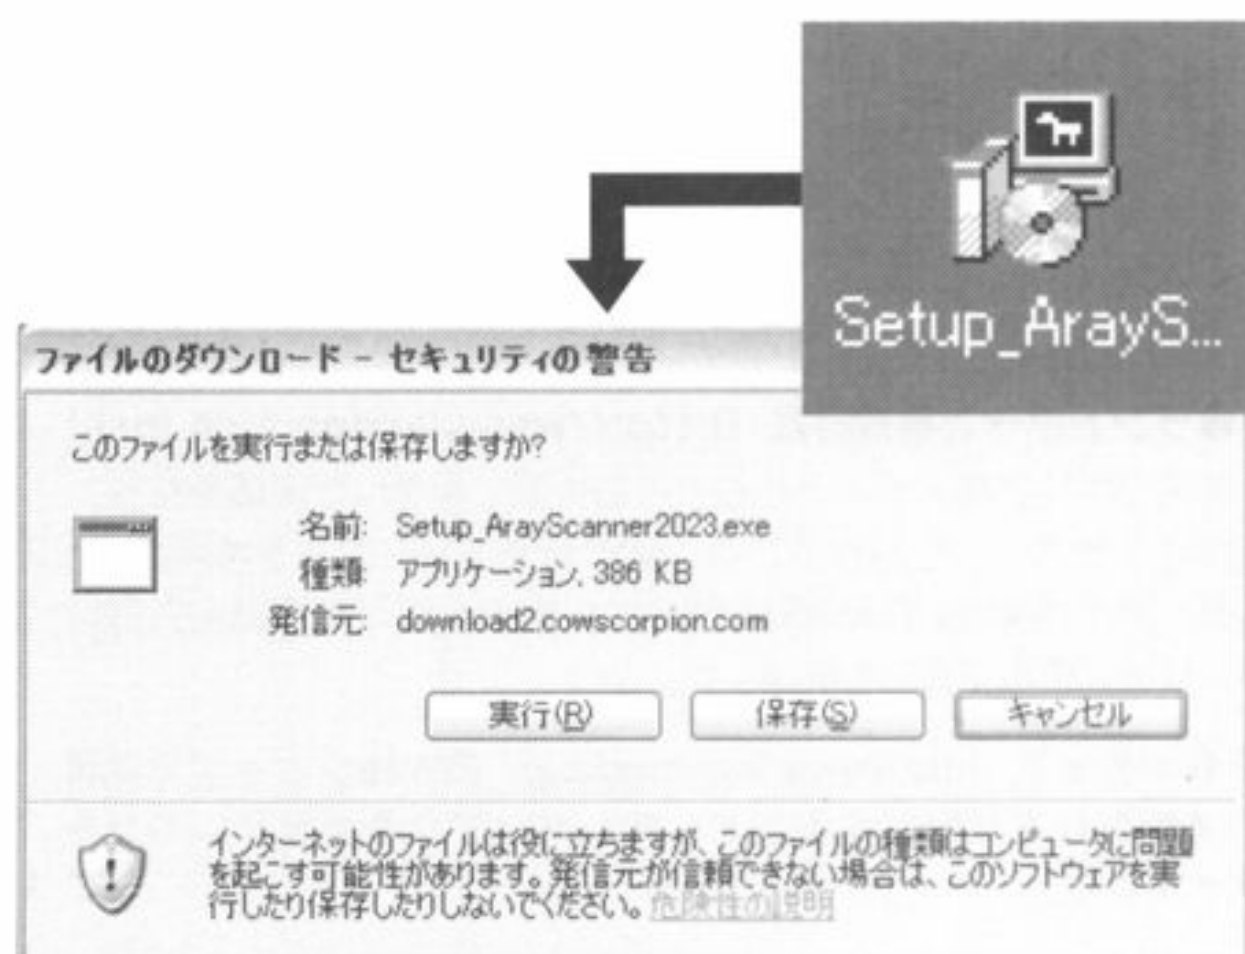 Setup_ArayS...
ファイルのダウンロード - セキュリティの警告
このファイルを実行または保存しますか?
名前: Setup_ArayScanner2023.exe
種類: アプリケーション, 386 KB
発信元: download2.cowscorpion.com
実行(R) 保存(S) キャンセル
インターネットのファイルは役に立ちますが、このファイルの種類はコンピュータに問題
を起こす可能性があります。発信元が信頼できない場合は、このソフトウェアを実
行したり保存したりしないでください。危険性の説明